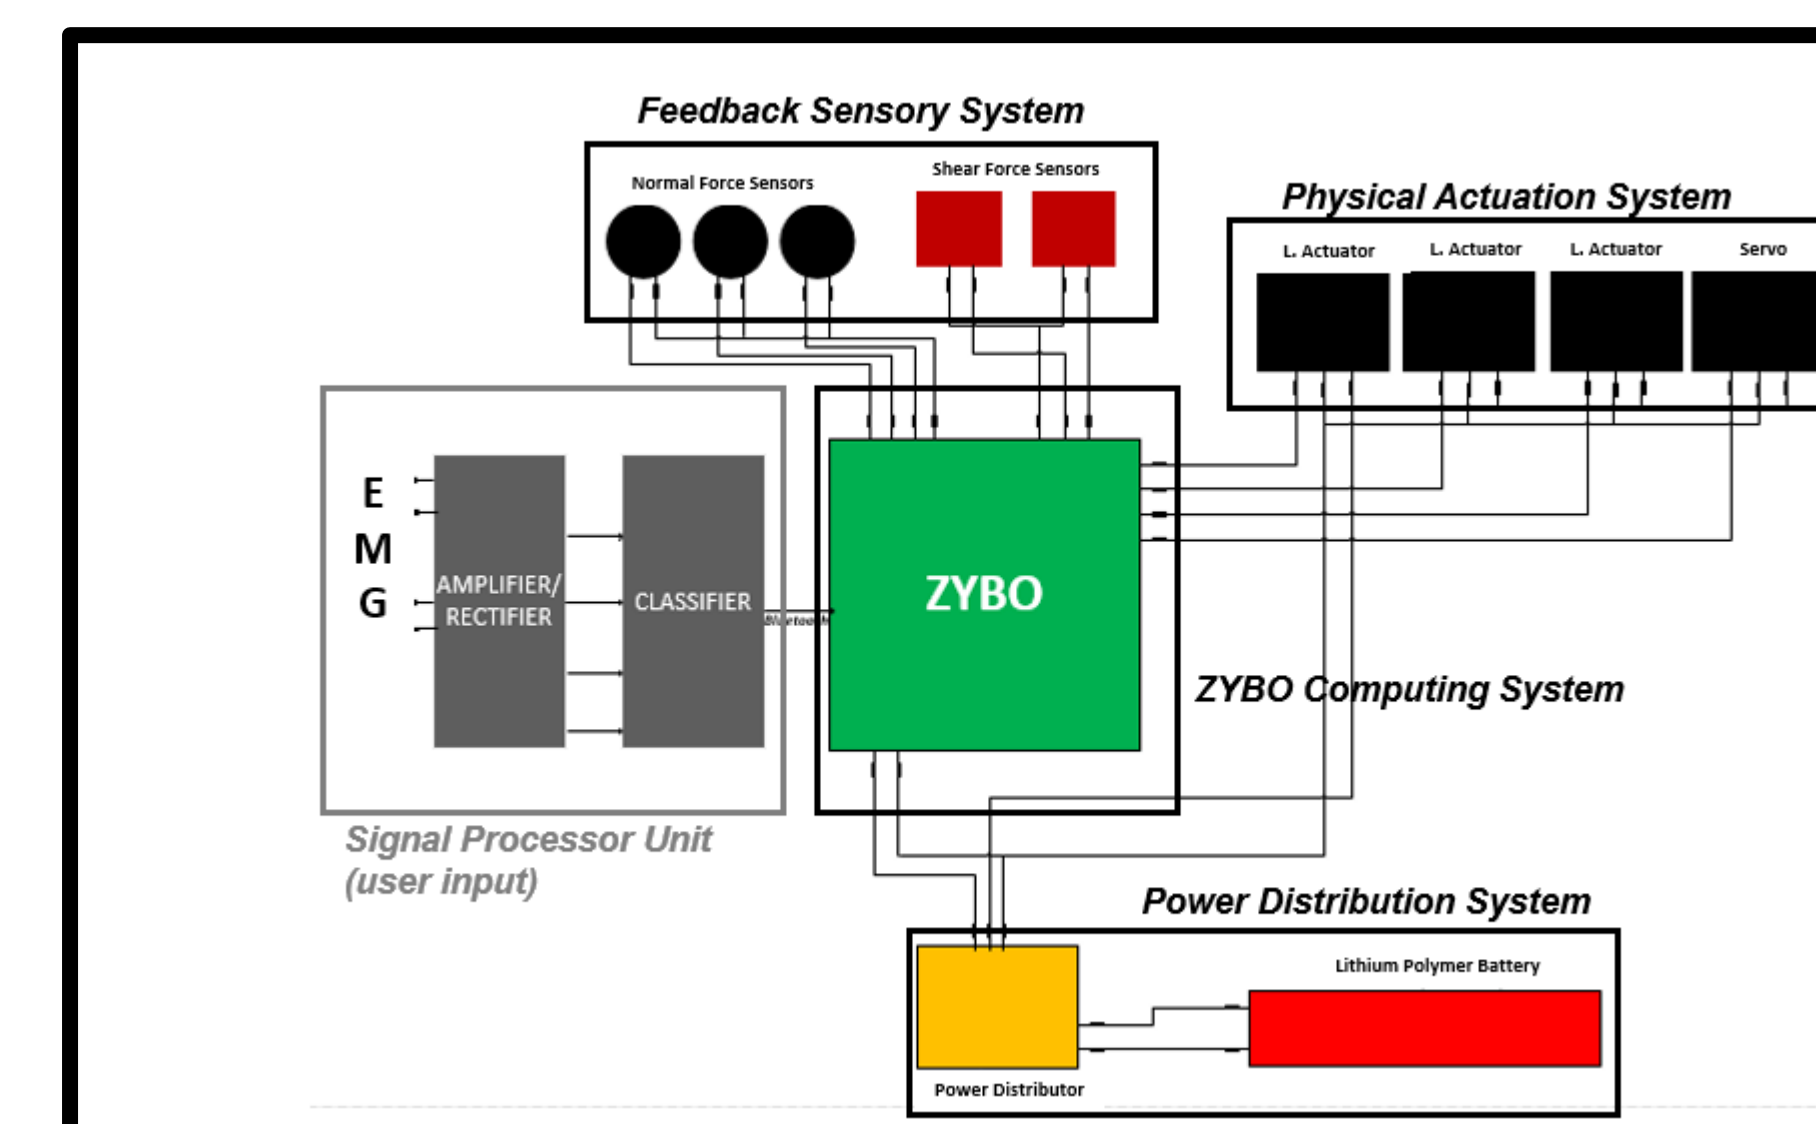 Feedback Sensory System
Normal Force Sensors
Shear Force Sensors
Physical Actuation System
L. Actuator
L. Actuator
L. Actuator
Servo
E
M
G
AMPLIFIER/
RECTIFIER
CLASSIFIER
Bluetooth
ZYBO
ZYBO Computing System
Signal Processor Unit
(user input)
Power Distribution System
Lithium Polymer Battery
Power Distributor